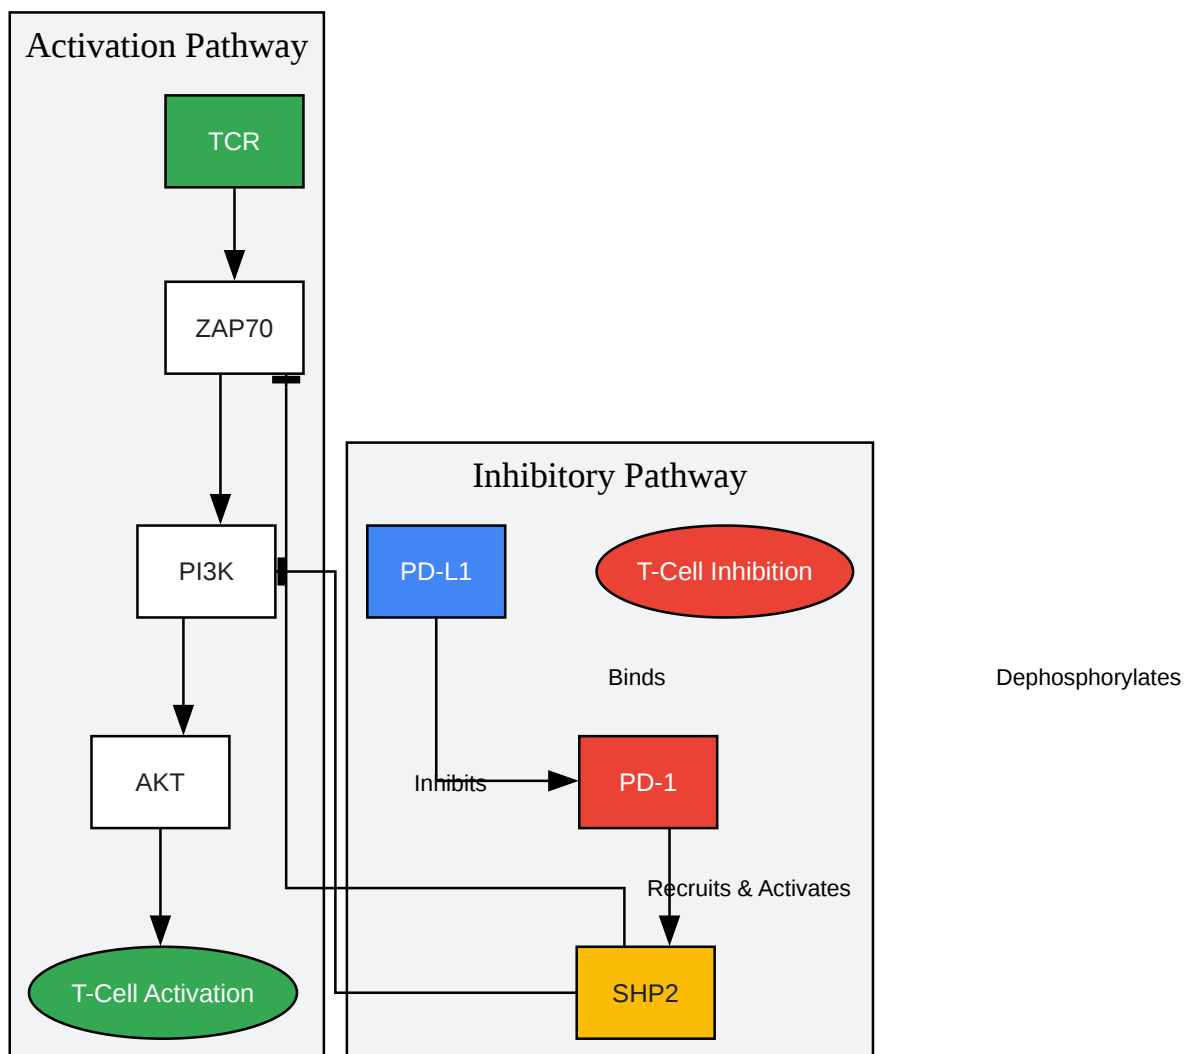 Activation Pathway
TCR
ZAP70
Inhibitory Pathway
PI3K
PD-L1
T-Cell Inhibition
Binds
Dephosphorylates
AKT
Inhibits
PD-1
Recruits & Activates
T-Cell Activation
SHP2